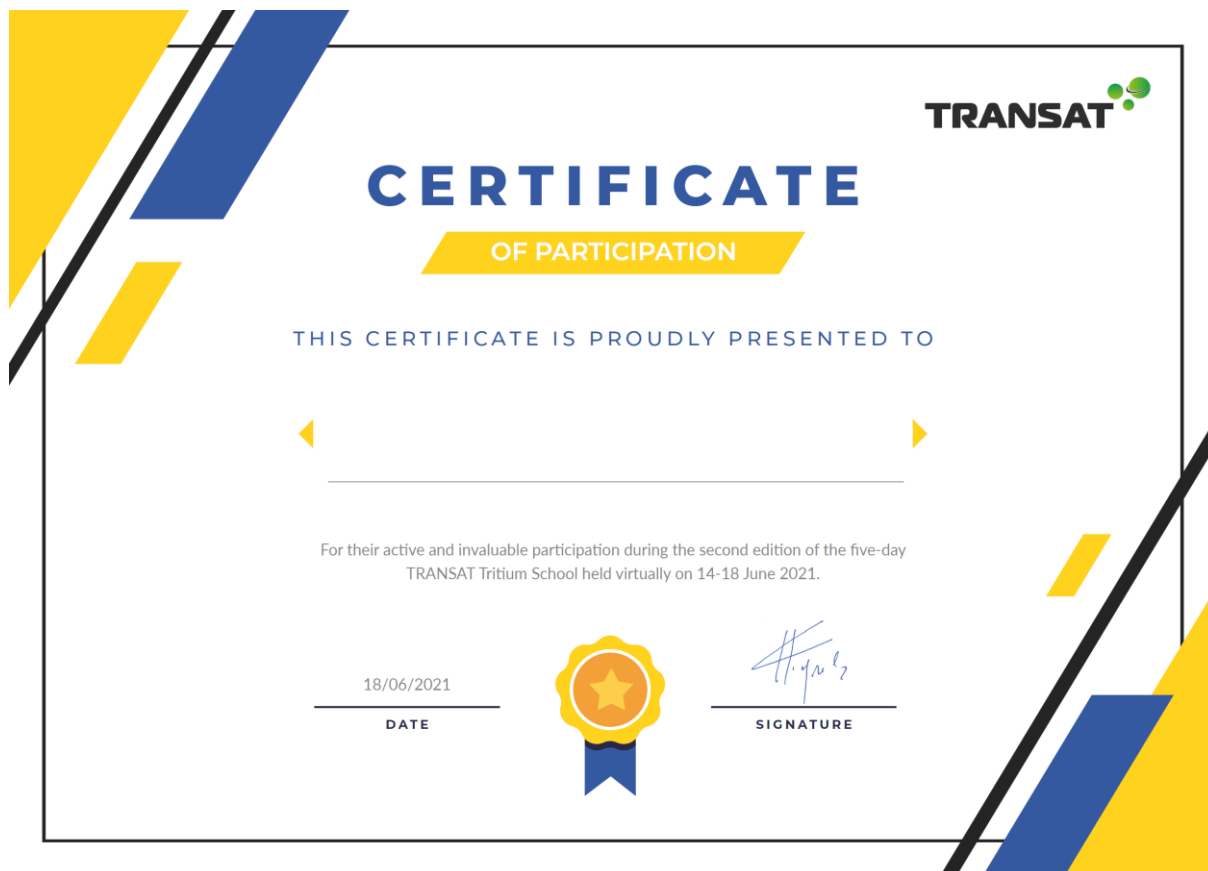 TRANSAT
CERTIFICATE
OF PARTICIPATION
THIS CERTIFICATE IS PROUDLY PRESENTED TO
For their active and invaluable participation during the second edition of the five-day
TRANSAT Tritium School held virtually on 14-18 June 2021.
18/06/2021
DATE
SIGNATURE